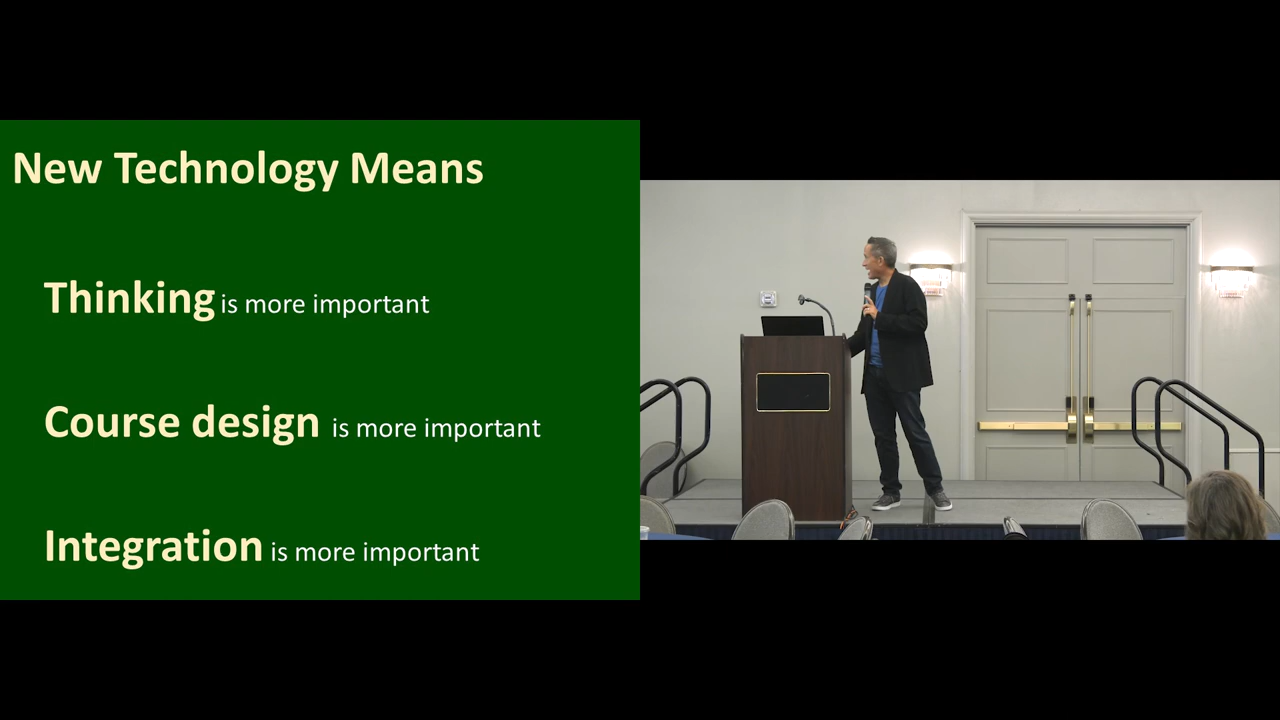 New Technology Means
Thinking is more important
Course design is more important
Integration is more important